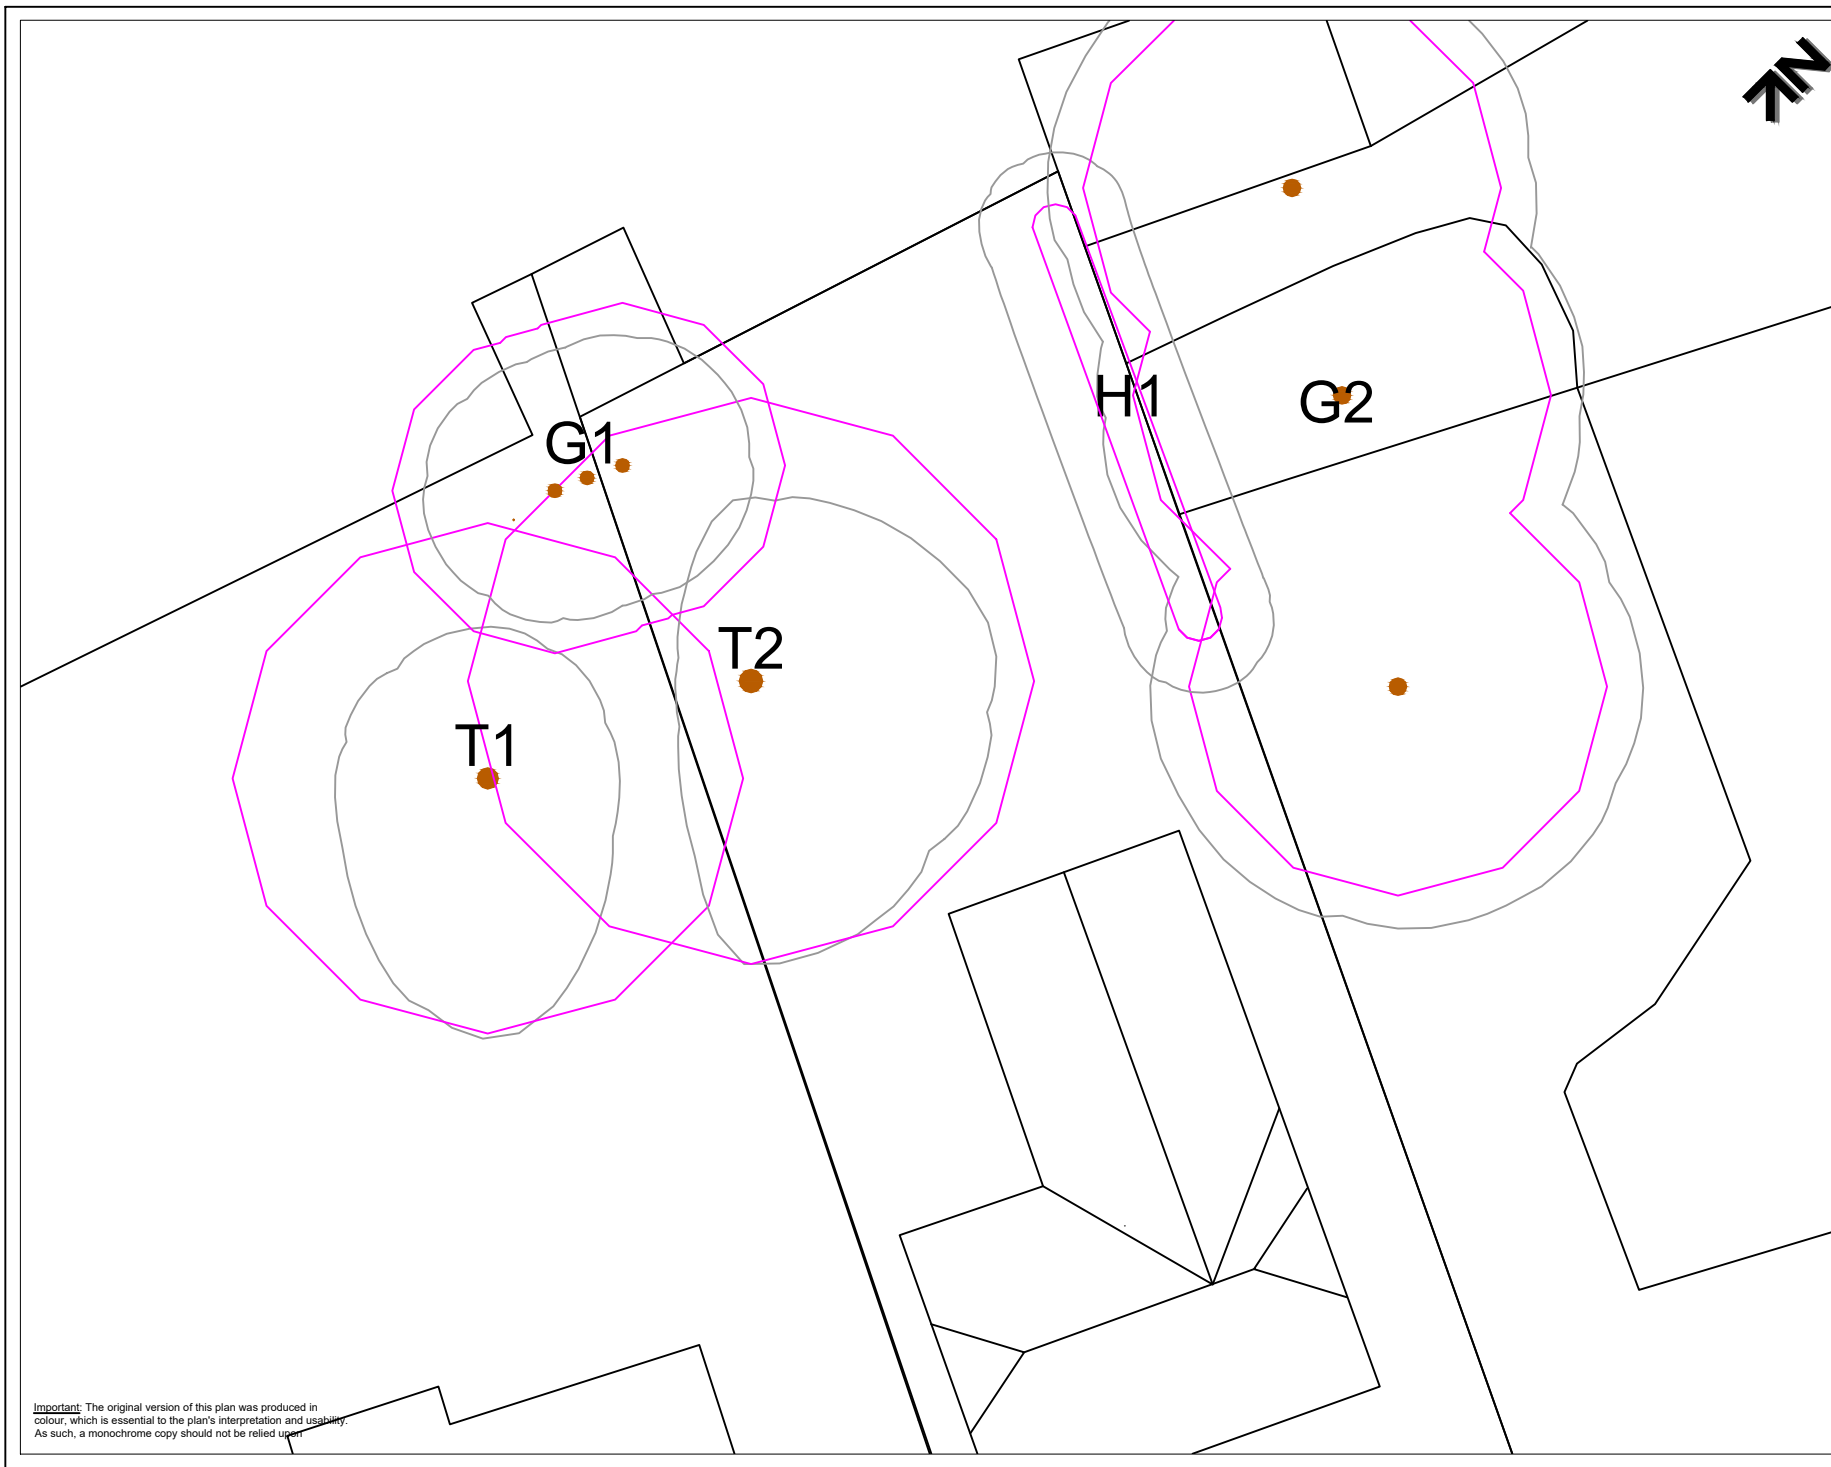 N
H1
G2
G1
T2
T1
Important: The original version of this plan was produced in
colour, which is essential to the plan's interpretation and usability.
As such, a monochrome copy should not be relied upon